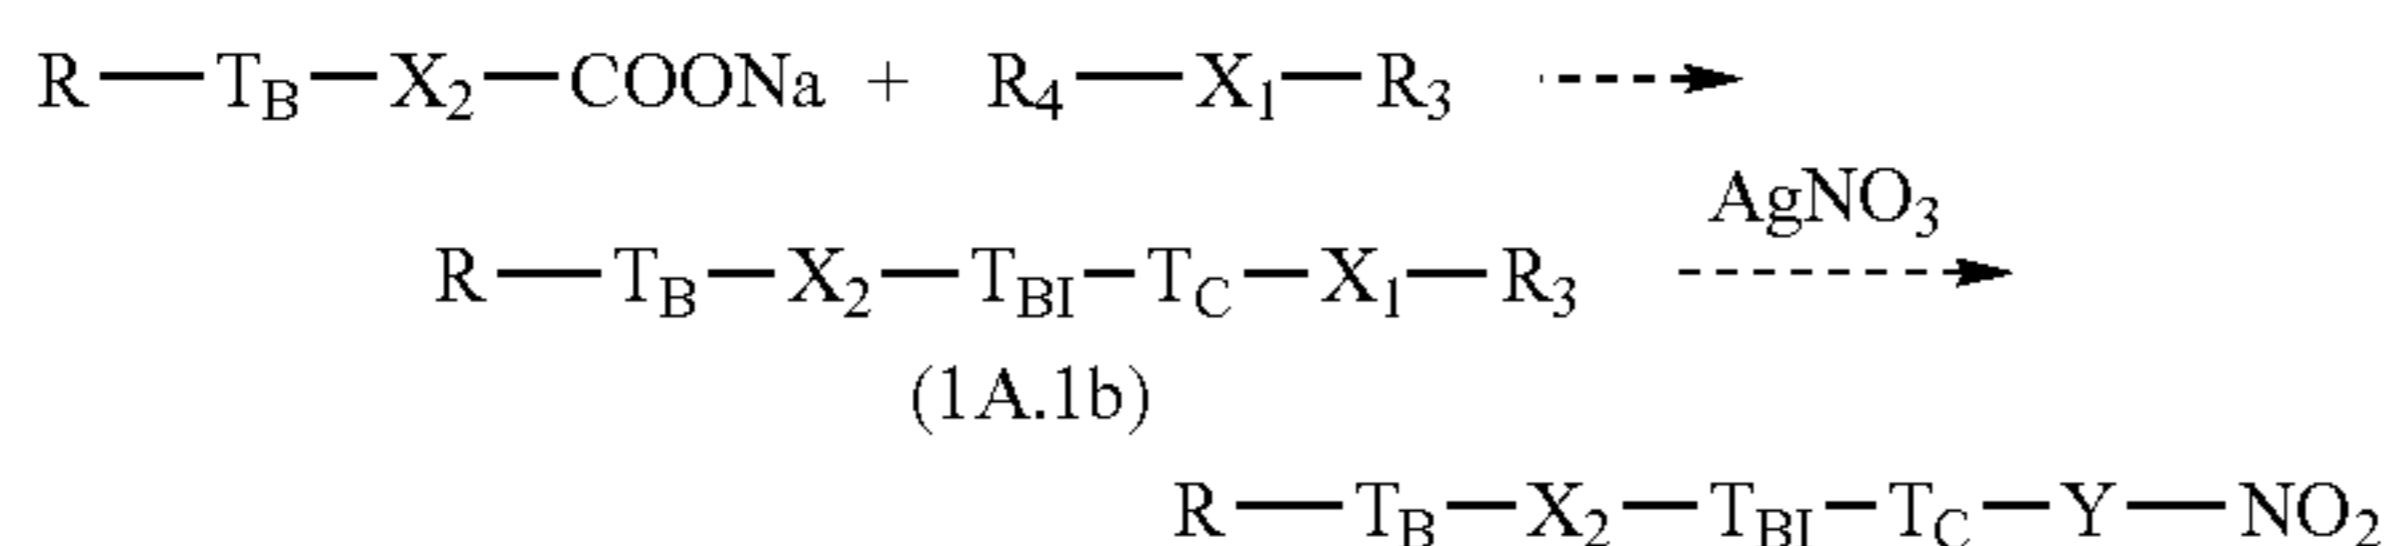 R—T_B—X_2—COONa + R_4—X_1—R_3 ⇢
AgNO_3
R—T_B—X_2—T_BI—T_C—X_1—R_3 ⇢
(1A.1b)
R—T_B—X_2—T_BI—T_C—Y—NO_2